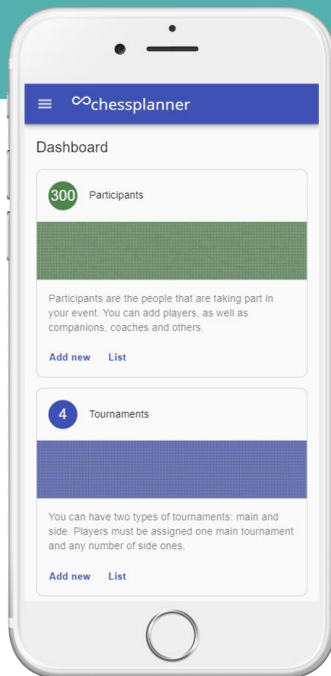 chessplanner
Dashboard
300 Participants
Participants are the people that are taking part in
your event. You can add players, as well as
companions, coaches and others.
Add new List
4 Tournaments
You can have two types of tournaments: main and
side. Players must be assigned one main tournament
and any number of side ones.
Add new List